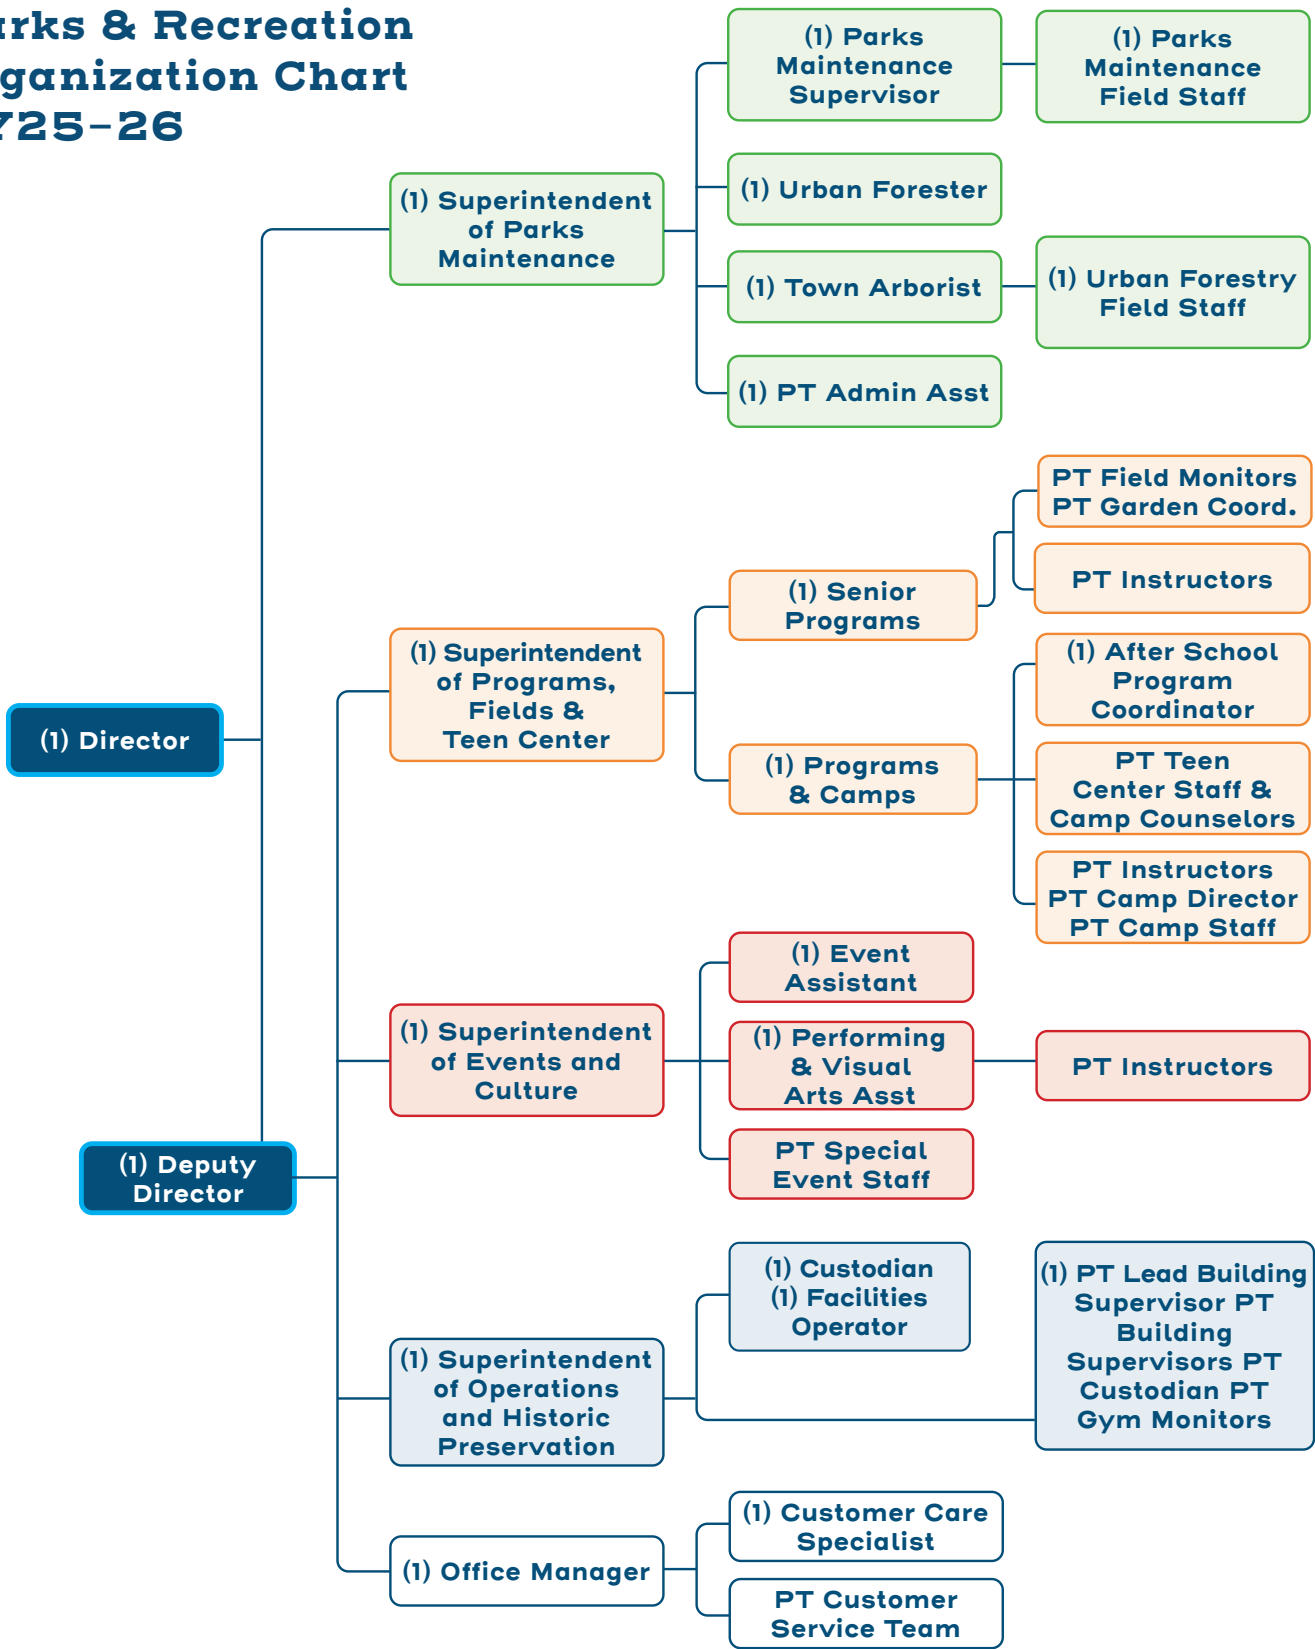 arks & Recreation
ganization Chart
725-26
(1) Parks
Maintenance
Supervisor
(1) Parks
Maintenance
Field Staff
(1) Superintendent
of Parks
Maintenance
(1) Urban Forester
(1) Town Arborist
(1) Urban Forestry
Field Staff
(1) PT Admin Asst
PT Field Monitors
PT Garden Coord.
(1) Senior
Programs
PT Instructors
(1) Superintendent
of Programs,
Fields &
Teen Center
(1) After School
Program
Coordinator
(1) Director
(1) Programs
& Camps
PT Teen
Center Staff &
Camp Counselors
PT Instructors
PT Camp Director
PT Camp Staff
(1) Event
Assistant
(1) Superintendent
of Events and
Culture
(1) Performing
& Visual
Arts Asst
PT Instructors
(1) Deputy
Director
PT Special
Event Staff
(1) Custodian
(1) Facilities
Operator
(1) PT Lead Building
Supervisor PT
Building
Supervisors PT
Custodian PT
Gym Monitors
(1) Superintendent
of Operations
and Historic
Preservation
(1) Customer Care
Specialist
(1) Office Manager
PT Customer
Service Team